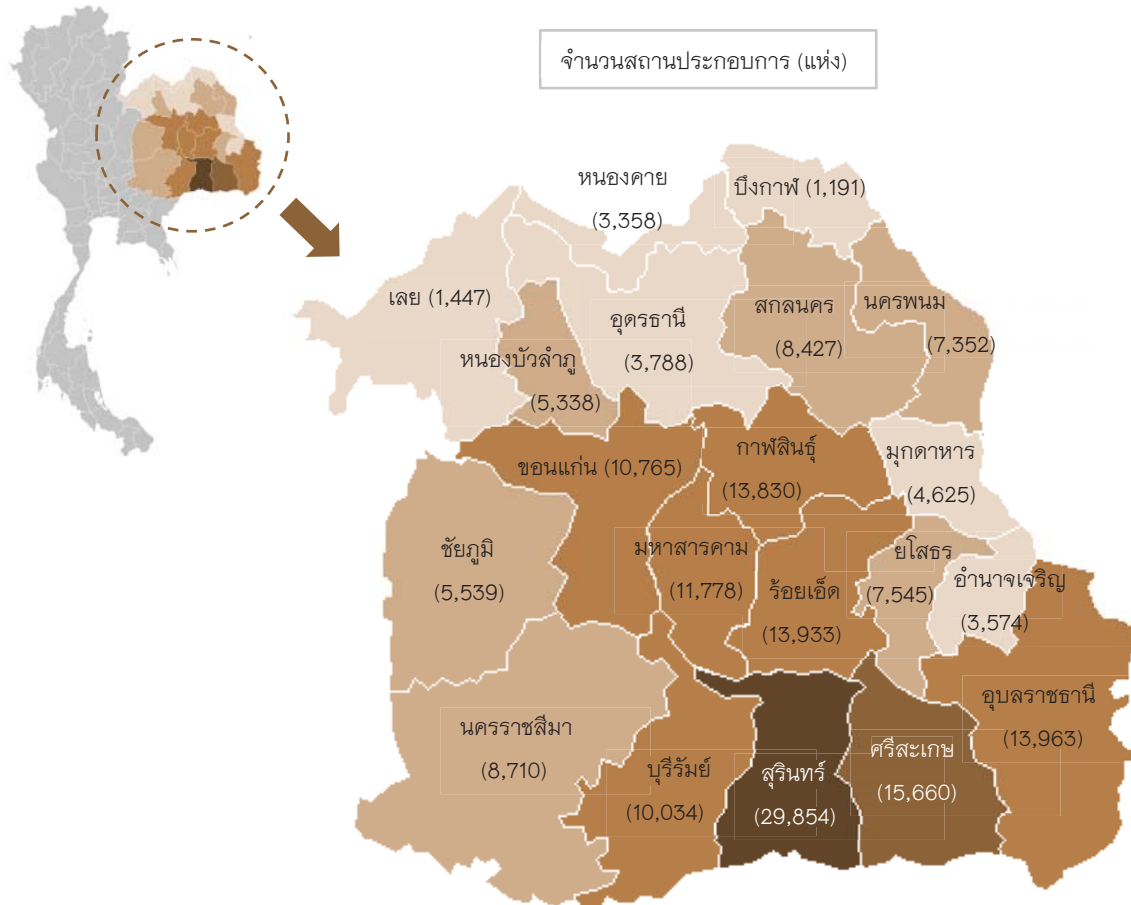 จำนวนสถานประกอบการ (แห่ง)
หนองคาย
(3,358)
บึงกาฬ (1,191)
เลย (1,447)
อุดรธานี
(3,788)
สกลนคร
(8,427)
นครพนม
(7,352)
หนองบัวลำภู
(5,338)
ขอนแก่น (10,765)
กาฬสินธุ์
(13,830)
มุกดาหาร
(4,625)
ชัยภูมิ
(5,539)
มหาสารคาม
(11,778)
ร้อยเอ็ด
(13,933)
ยโสธร
(7,545)
อำนาจเจริญ
(3,574)
นครราชสีมา
(8,710)
บุรีรัมย์
(10,034)
สุรินทร์
(29,854)
ศรีสะเกษ
(15,660)
อุบลราชธานี
(13,963)